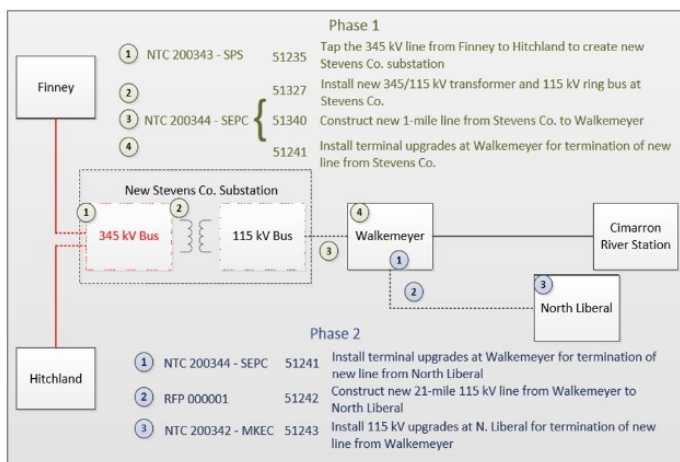 Phase 1
1 NTC 200343 - SPS 51235 Tap the 345 kV line from Finney to Hitchland to create new
Stevens Co. substation
2 51327 Install new 345/115 kV transformer and 115 kV ring bus at
Stevens Co.
3 NTC 200344 - SEPC { 51340 Construct new 1-mile line from Stevens Co. to Walkemeyer
4 51241 Install terminal upgrades at Walkemeyer for termination of new
line from Stevens Co.
Finney
New Stevens Co. Substation
1 345 kV Bus
2
115 kV Bus
3
4 Walkemeyer
1
2
Cimarron
River Station
3
North Liberal
Hitchland
Phase 2
1 NTC 200344 - SEPC 51241 Install terminal upgrades at Walkemeyer for termination of
new line from North Liberal
2 RFP 000001 51242 Construct new 21-mile 115 kV line from Walkemeyer to
North Liberal
3 NTC 200342 - MKEC 51243 Install 115 kV upgrades at N. Liberal for termination of new
line from Walkemeyer